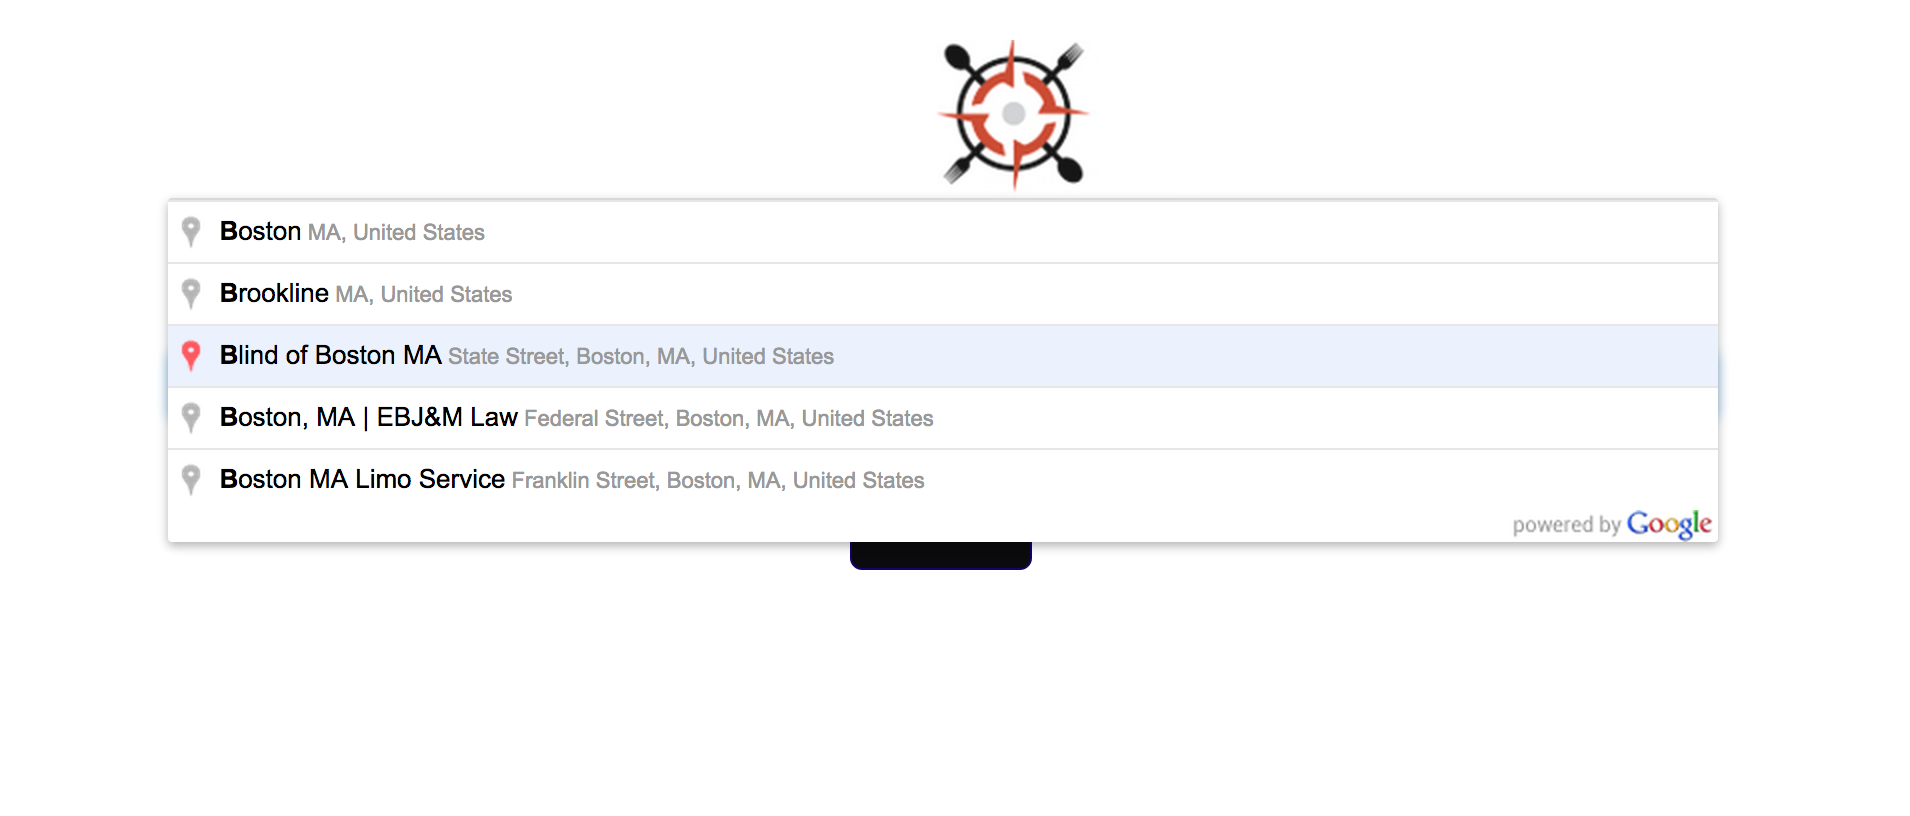 Boston MA, United States
Brookline MA, United States
Blind of Boston MA State Street, Boston, MA, United States
Boston, MA | EBJ&M Law Federal Street, Boston, MA, United States
Boston MA Limo Service Franklin Street, Boston, MA, United States
powered by Google